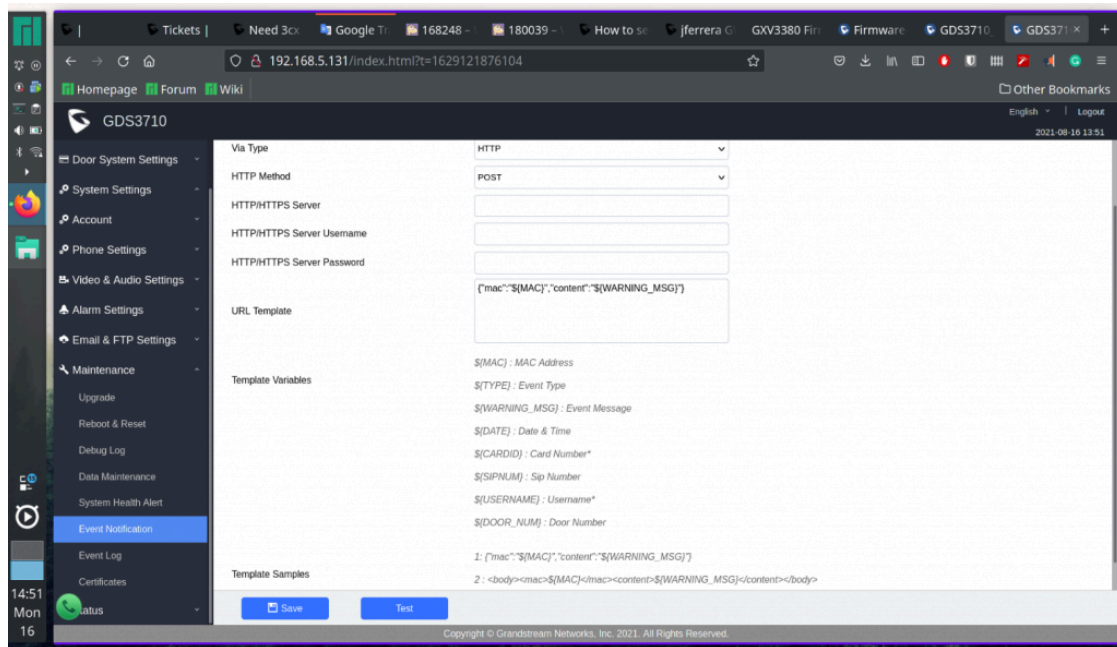 Tickets |
Need 3cx
Google Tr
168248 –
180039 –
How to se
jferrera G
GXV3380 Fir
Firmware
GDS3710_
GDS371
192.168.5.131/index.html?t=1629121876104
Homepage Forum Wiki
Other Bookmarks
GDS3710
English | Logout
2021-08-16 13:51
Door System Settings
System Settings
Account
Phone Settings
Video & Audio Settings
Alarm Settings
Email & FTP Settings
Maintenance
Upgrade
Reboot & Reset
Debug Log
Data Maintenance
System Health Alert
Event Notification
Event Log
Certificates
tatus
Via Type
HTTP
HTTP Method
POST
HTTP/HTTPS Server
HTTP/HTTPS Server Username
HTTP/HTTPS Server Password
URL Template
{"mac":"${MAC}","content":"${WARNING_MSG}"}
Template Variables
${MAC} : MAC Address
${TYPE} : Event Type
${WARNING_MSG} : Event Message
${DATE} : Date & Time
${CARDID} : Card Number*
${SIPNUM} : Sip Number
${USERNAME} : Username*
${DOOR_NUM} : Door Number
Template Samples
1: {"mac":"${MAC}","content":"${WARNING_MSG}"}
2 : <body><mac>${MAC}</mac><content>${WARNING_MSG}</content></body>
Save
Test
Copyright © Grandstream Networks, Inc. 2021. All Rights Reserved.
14:51
Mon
16